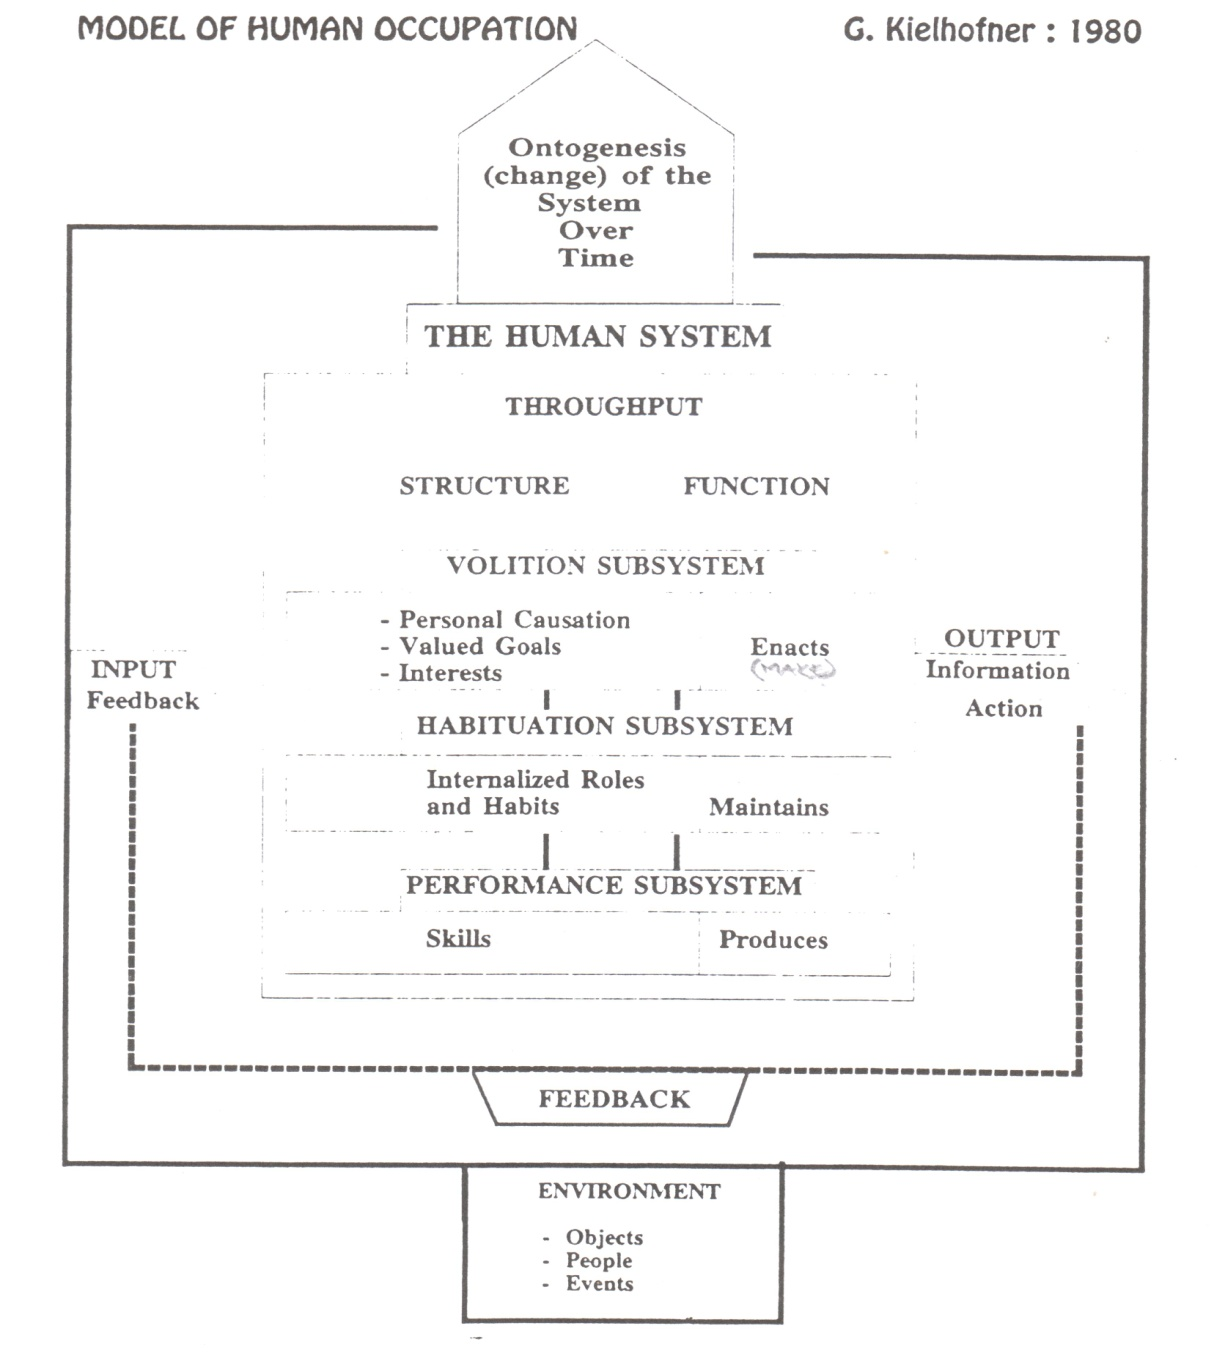 MODEL OF HUMAN OCCUPATION
G. Kielhofner : 1980
Ontogenesis
(change) of the
System
Over
Time
THE HUMAN SYSTEM
THROUGHPUT
STRUCTURE FUNCTION
VOLITION SUBSYSTEM
- Personal Causation
- Valued Goals
- Interests
Enacts
(MAKE)
INPUT
Feedback
OUTPUT
Information
Action
HABITUATION SUBSYSTEM
Internalized Roles
and Habits
Maintains
PERFORMANCE SUBSYSTEM
Skills
Produces
FEEDBACK
ENVIRONMENT
- Objects
- People
- Events